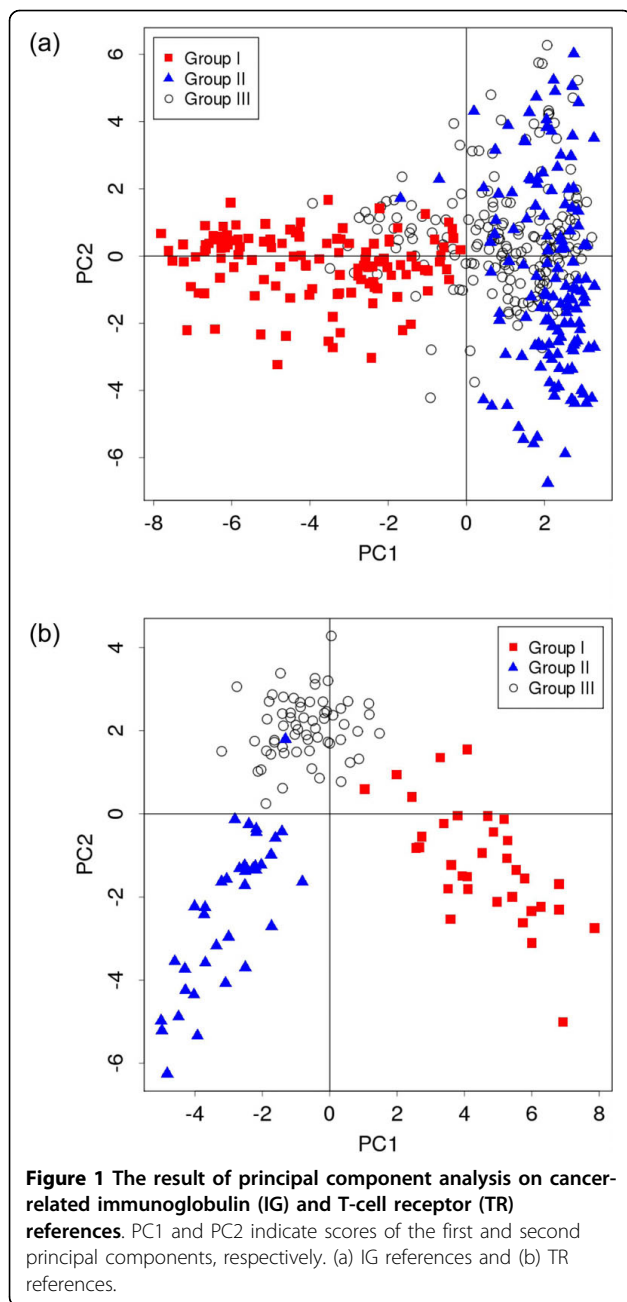 (a)
Group I
Group II
Group III
6
4
2
0
-2
-4
-6
PC2
-8
-6
-4
-2
0
2
PC1
(b)
Group I
Group II
Group III
4
2
0
-2
-4
-6
PC2
-4
-2
0
2
4
6
8
PC1
Figure 1 The result of principal component analysis on cancer-
related immunoglobulin (IG) and T-cell receptor (TR)
references. PC1 and PC2 indicate scores of the first and second
principal components, respectively. (a) IG references and (b) TR
references.